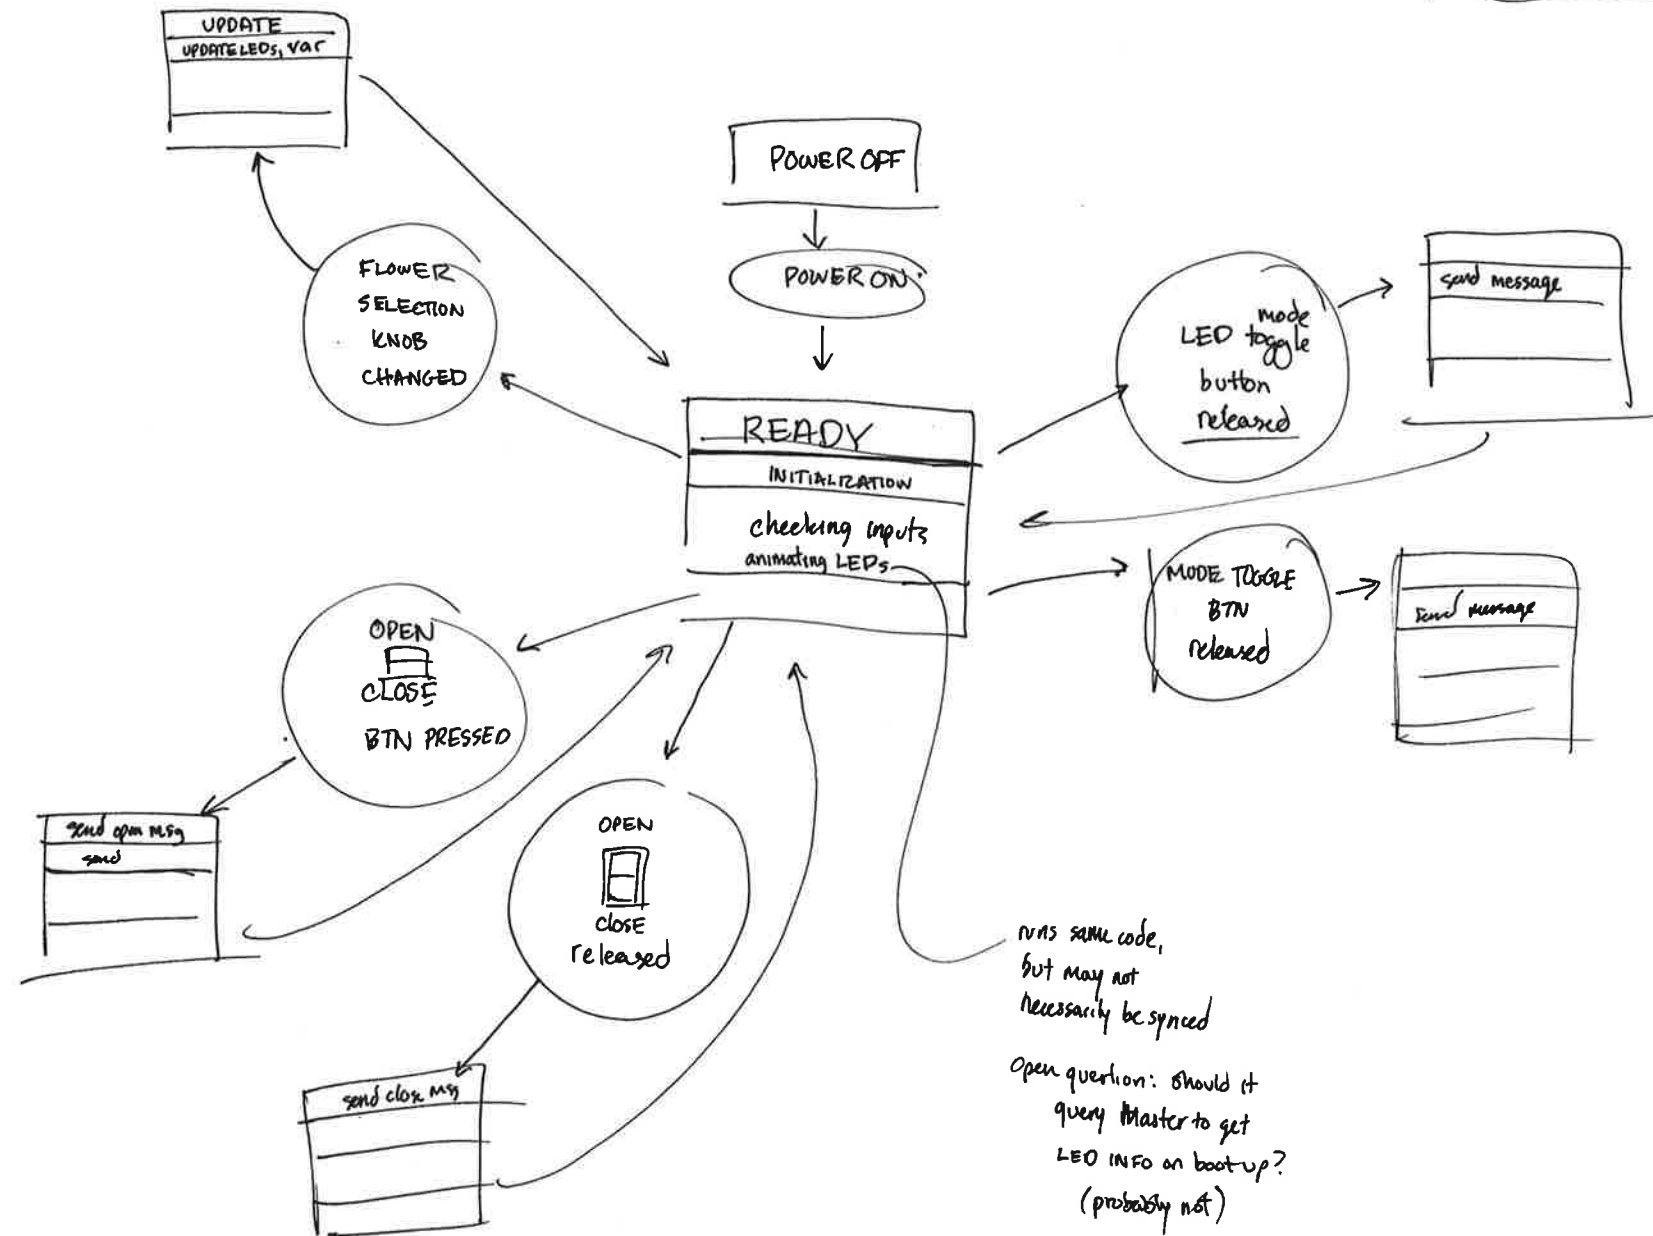 UPDATE
UPDATE LEDs, var
POWER OFF
POWER ON
FLOWER
SELECTION
KNOB
CHANGED
mode
LED toggle
button
released
send message
READY
INITIALIZATION
checking inputs
animating LEDs
MODE TOGGLE
BTN
released
send message
OPEN
CLOSE
BTN PRESSED
send open msg
send
OPEN
CLOSE
released
send close msg
runs same code,
but may not
necessarily be synced
Open question: should it
query Master to get
LED INFO on boot up?
(probably not)